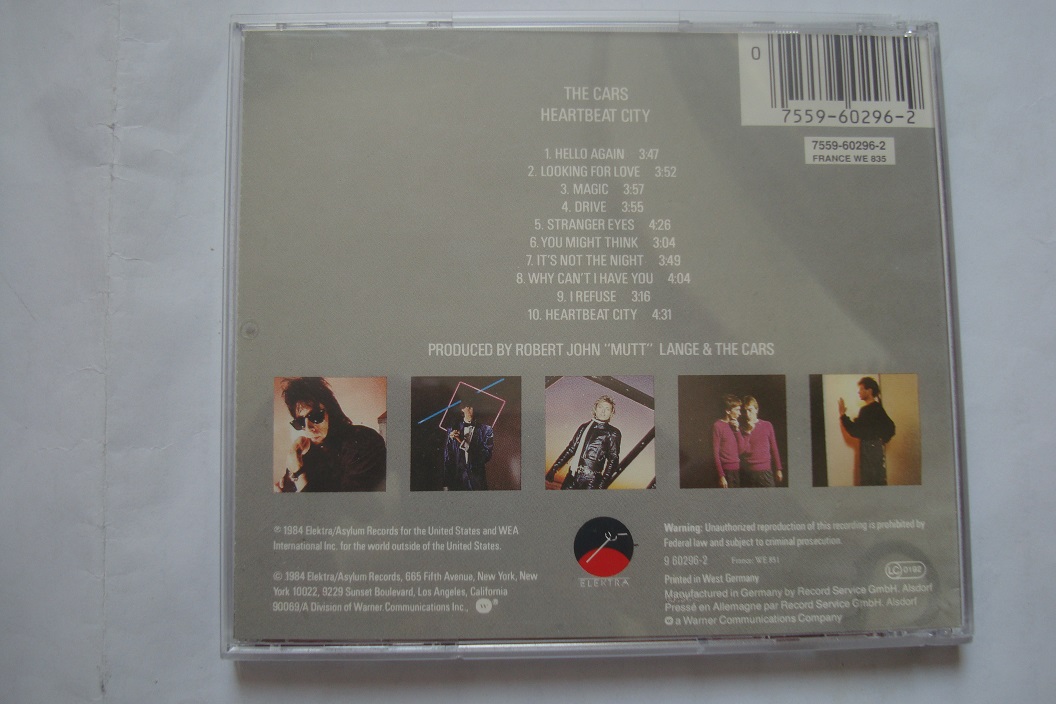 0
7559-60296-2
7559-60296-2
FRANCE WE 835
THE CARS
HEARTBEAT CITY
1. HELLO AGAIN 3:47
2. LOOKING FOR LOVE 3:52
3. MAGIC 3:57
4. DRIVE 3:55
5. STRANGER EYES 4:26
6. YOU MIGHT THINK 3:04
7. IT'S NOT THE NIGHT 3:49
8. WHY CAN'T I HAVE YOU 4:04
9. I REFUSE 3:16
10. HEARTBEAT CITY 4:31
PRODUCED BY ROBERT JOHN "MUTT" LANGE & THE CARS
℗ 1984 Elektra/Asylum Records for the United States and WEA
International Inc. for the world outside of the United States.
© 1984 Elektra/Asylum Records, 665 Fifth Avenue, New York, New
York 10022, 9229 Sunset Boulevard, Los Angeles, California
90069/A Division of Warner Communications Inc., ®
ELEKTRA
Warning: Unauthorized reproduction of this recording is prohibited by
Federal law and subject to criminal prosecution.
9 60296-2 France: WE 851
LC 0192
Printed in West Germany
Manufactured in Germany by Record Service GmbH. Alsdorf
Pressé en Allemagne par Record Service GmbH. Alsdorf
a Warner Communications Company